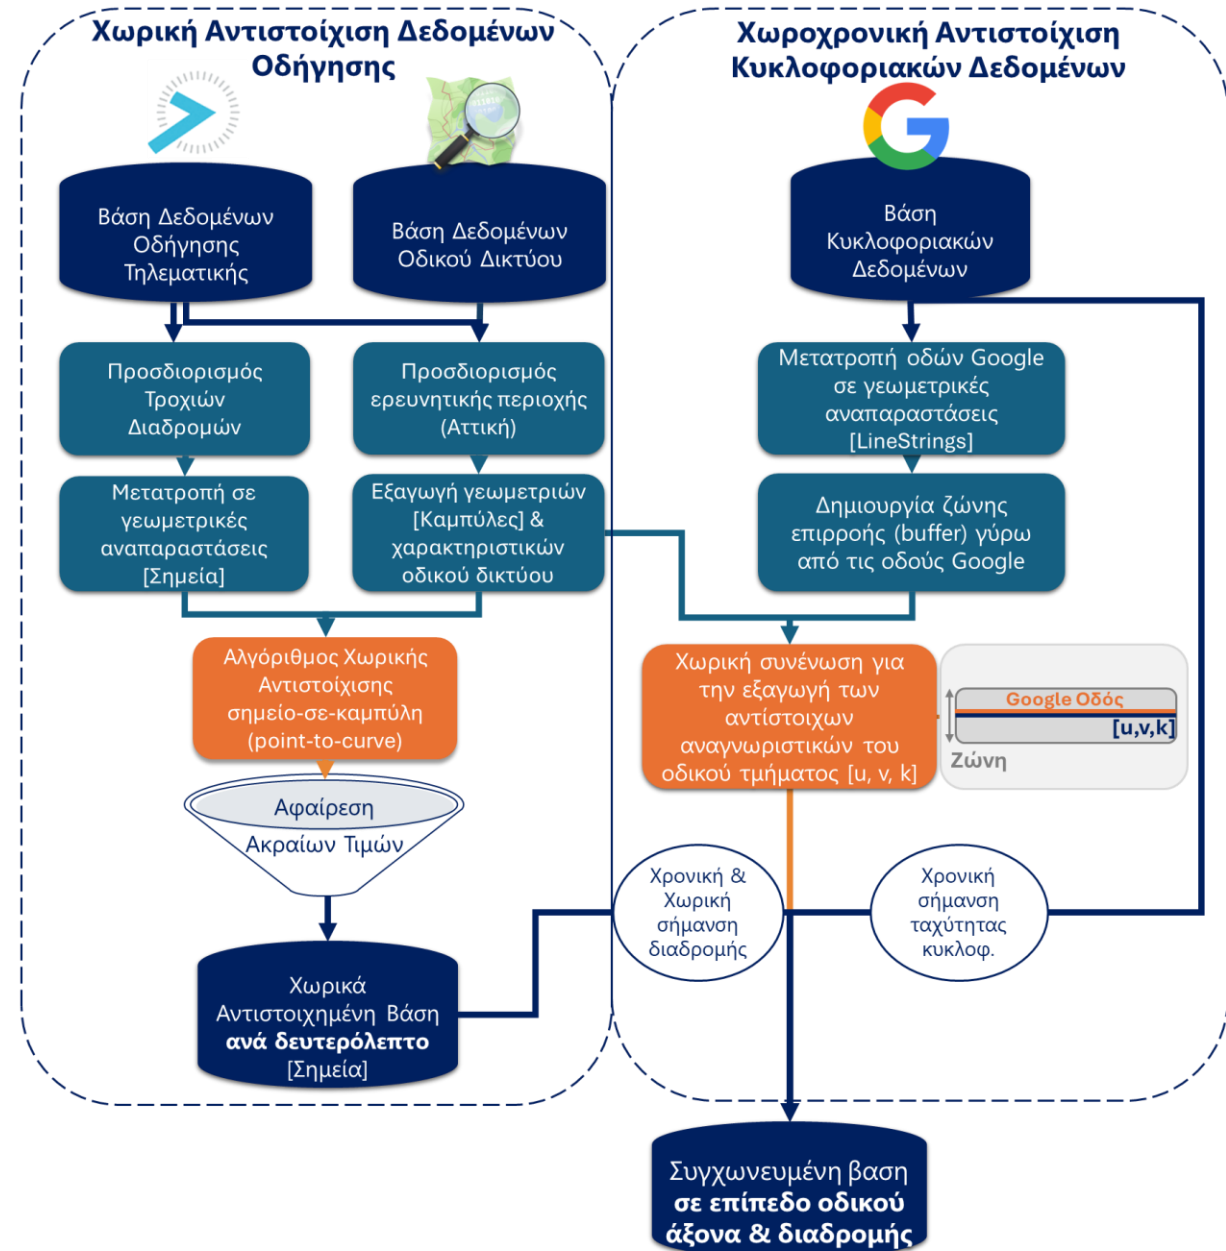 Χωρική Αντιστοίχιση Δεδομένων
Οδήγησης
Βάση Δεδομένων
Οδήγησης
Τηλεματικής
Βάση Δεδομένων
Οδικού Δικτύου
Προσδιορισμός
Τροχιών
Διαδρομών
Προσδιορισμός
ερευνητικής περιοχής
(Αττική)
Μετατροπή σε
γεωμετρικές
αναπαραστάσεις
[Σημεία]
Εξαγωγή γεωμετριών
[Καμπύλες] &
χαρακτηριστικών
οδικού δικτύου
Αλγόριθμος Χωρικής
Αντιστοίχισης
σημείο-σε-καμπύλη
(point-to-curve)
Αφαίρεση
Ακραίων Τιμών
Χωρικά
Αντιστοιχημένη Βάση
ανά δευτερόλεπτο
[Σημεία]
Χωροχρονική Αντιστοίχιση
Κυκλοφοριακών Δεδομένων
Βάση
Κυκλοφοριακών
Δεδομένων
Μετατροπή οδών Google
σε γεωμετρικές
αναπαραστάσεις
[LineStrings]
Δημιουργία ζώνης
επιρροής (buffer) γύρω
από τις οδούς Google
Χωρική συνένωση για
την εξαγωγή των
αντίστοιχων
αναγνωριστικών του
οδικού τμήματος [u, v, k]
Google Οδός
[u,v,k]
Ζώνη
Χρονική &
Χωρική
σήμανση
διαδρομής
Χρονική
σήμανση
ταχύτητας
κυκλοφ.
Συγχωνευμένη βαση
σε επίπεδο οδικού
άξονα & διαδρομής